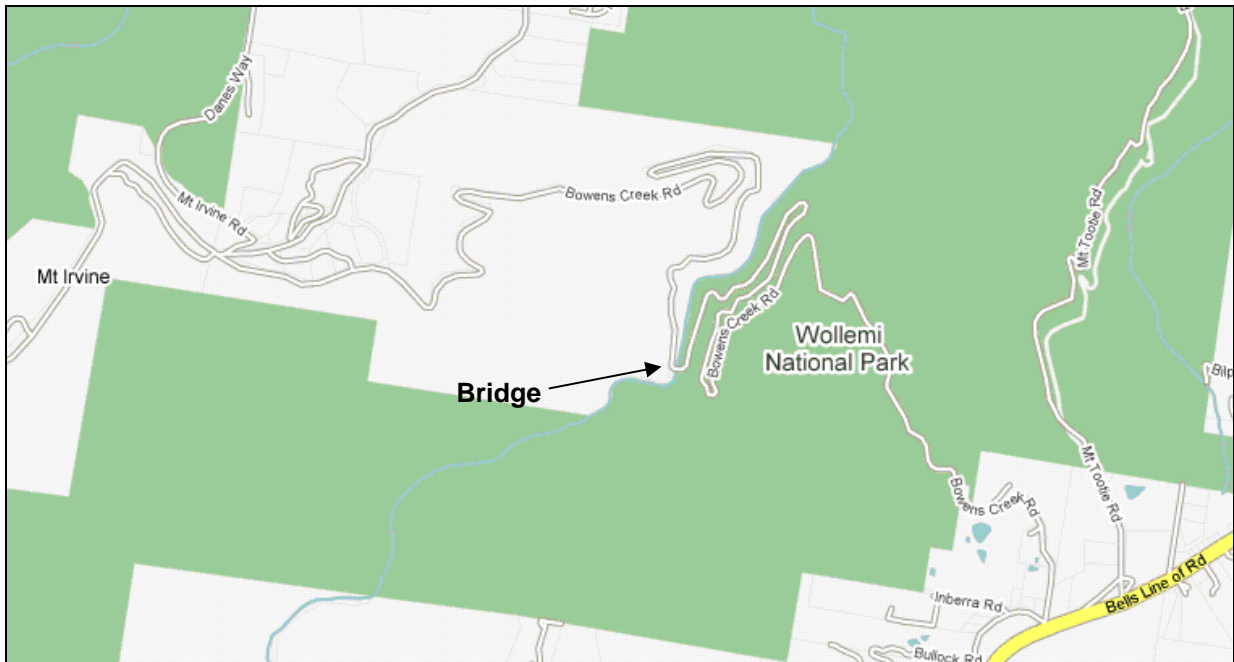 Danes Way
Mt Irvine Rd
Bowens Creek Rd
Mt Tootie Rd
Mt Irvine
Bowens Creek Rd
Wollemi
National Park
Bridge
Bilp
Mt Tootie Rd
Bowens Creek Rd
Bells Line of Rd
Inberra Rd
Bullock Rd